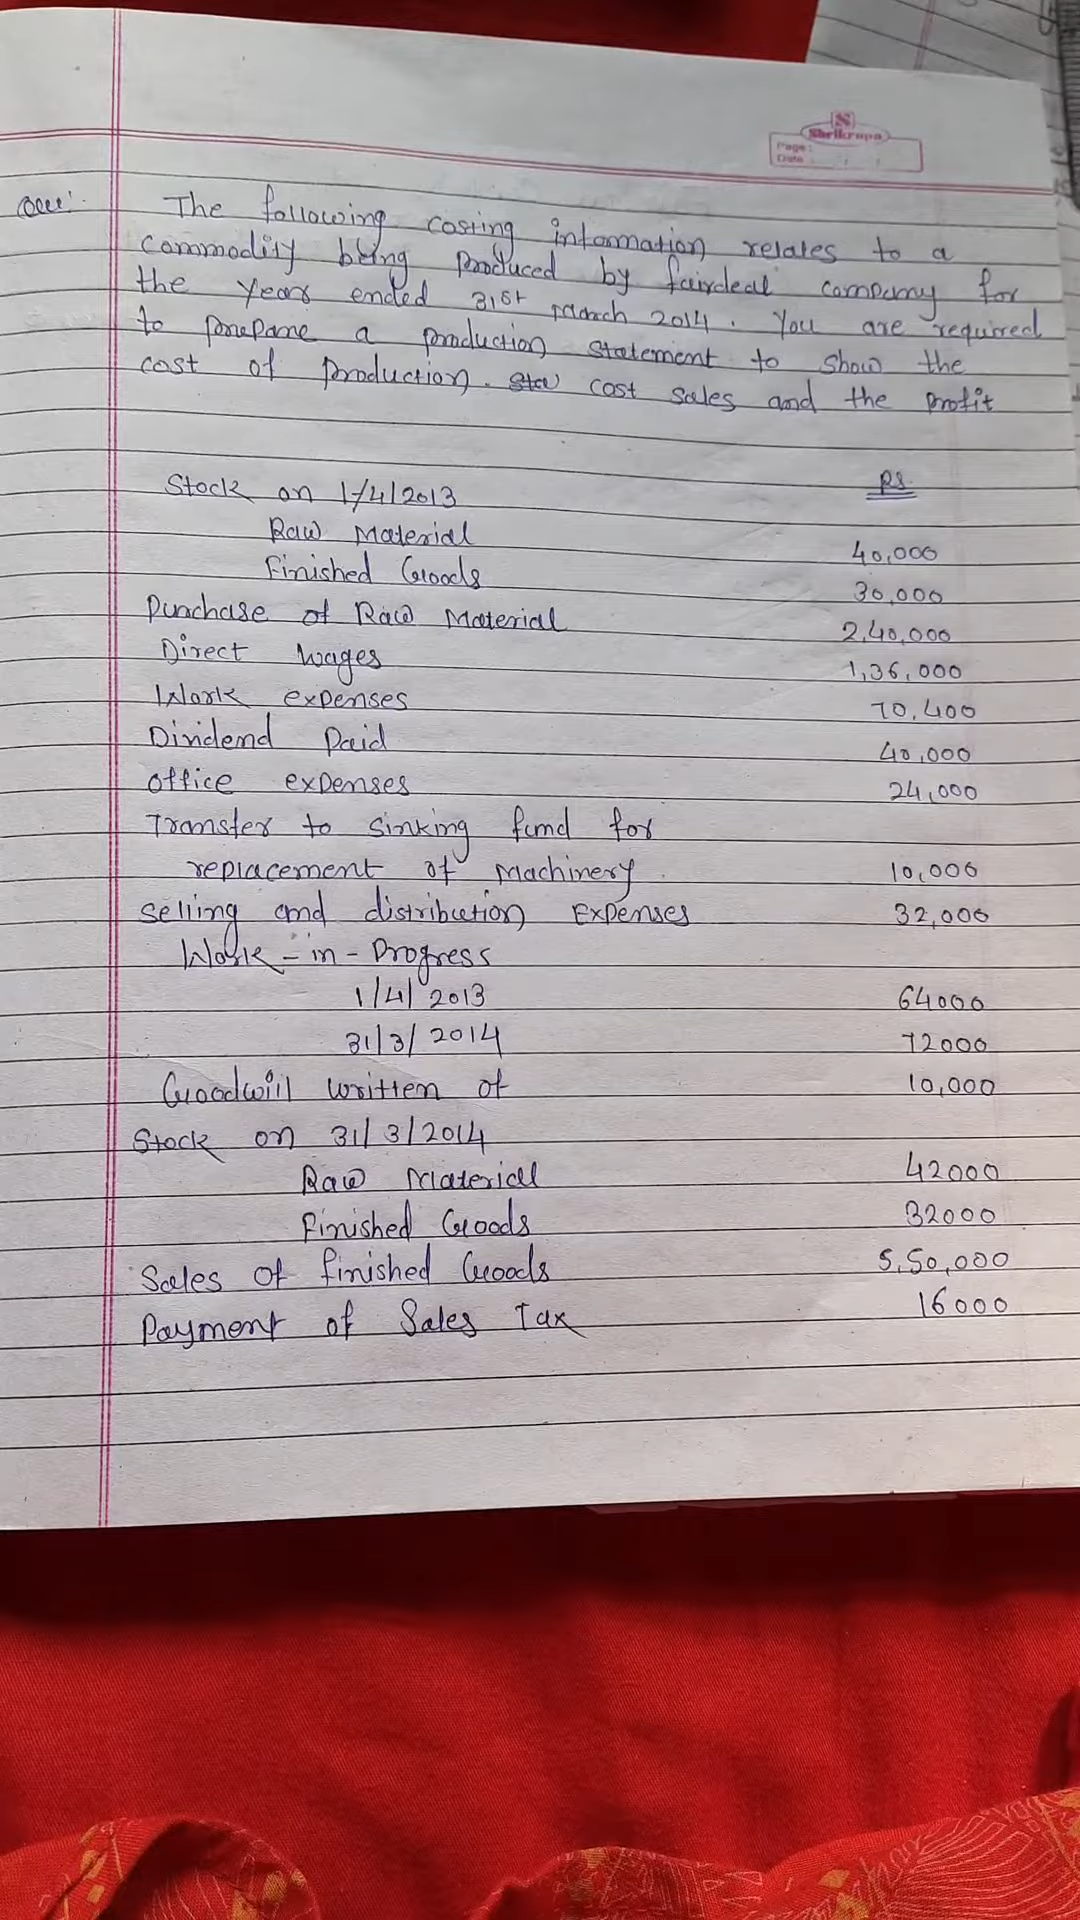 Shrikrupa
Page :
Date :
Que:
The following costing information relates to a
commodity being produced by fairdeal company for
the year ended 31st March 2014. You are required
to prepare a production statement to show the
cost of production. cost sales and the profit
Rs.
Stock on 1/4/2013
Raw Material 40,000
Finished Goods 30,000
Purchase of Raw Material 2,40,000
Direct wages 1,36,000
Work expenses 70,400
Dividend Paid 40,000
office expenses 24,000
Transfer to sinking fund for
replacement of Machinery. 10,000
selling and distribution Expenses 32,000
Work-in-Progress
1/4/2013 64000
31/3/2014 72000
Goodwill written of 10,000
Stock on 31/3/2014
Raw Material 42000
Finished Goods 32000
Sales of finished Goods 5,50,000
Payment of Sales Tax 16000